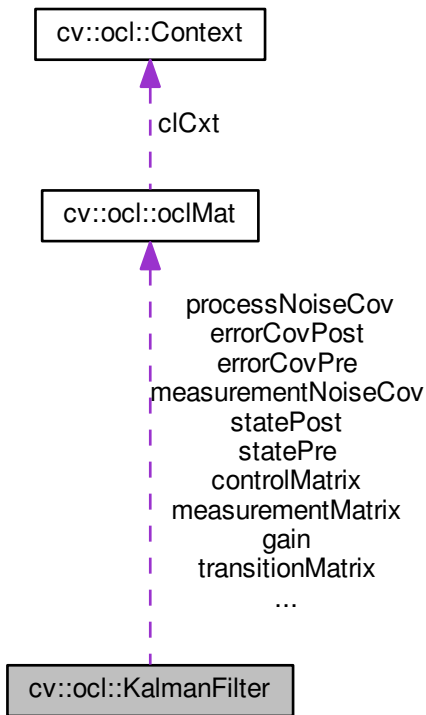 cv::ocl::Context
clCxt
cv::ocl::oclMat
processNoiseCov
errorCovPost
errorCovPre
measurementNoiseCov
statePost
statePre
controlMatrix
measurementMatrix
gain
transitionMatrix
...
cv::ocl::KalmanFilter